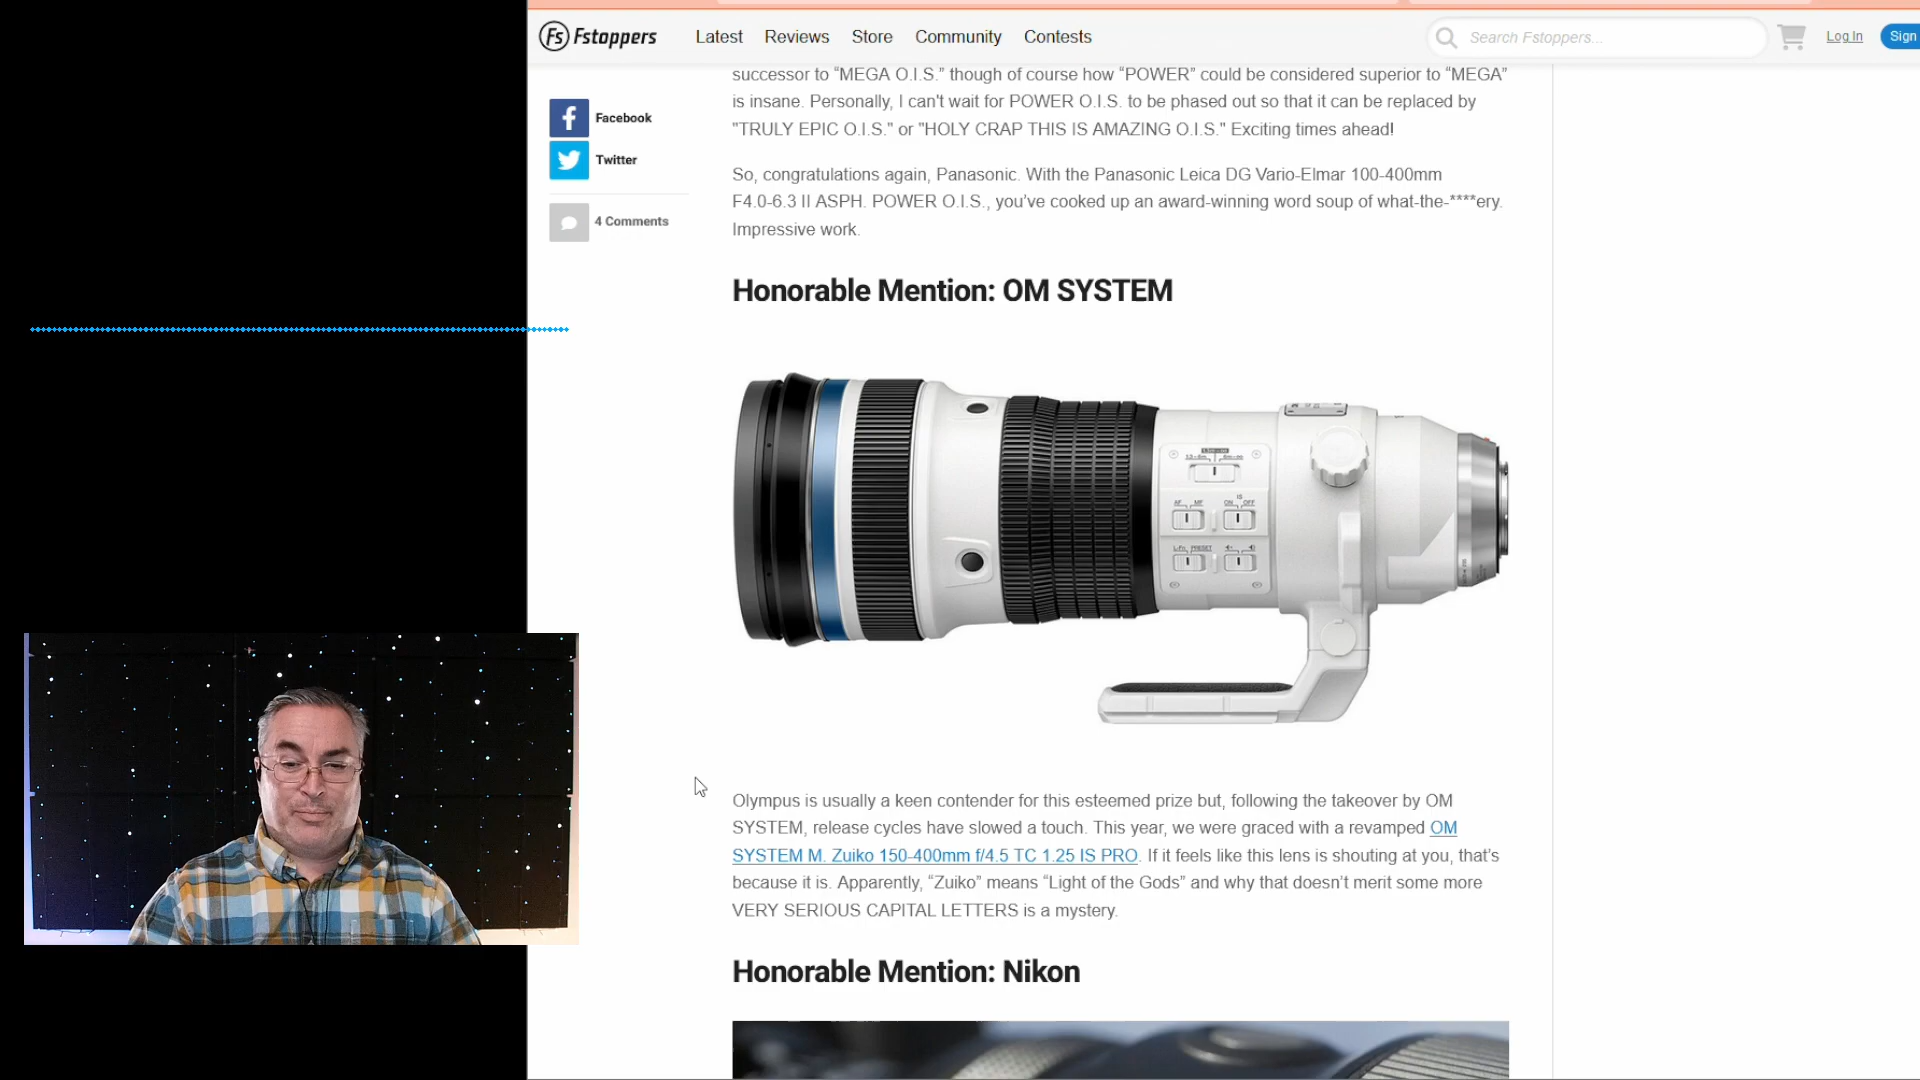 Fs Fstoppers
Latest
Reviews
Store
Community
Contests
Search Fstoppers...
Log In
Sign
Facebook
Twitter
4 Comments
successor to “MEGA O.I.S.” though of course how “POWER” could be considered superior to “MEGA”
is insane. Personally, I can't wait for POWER O.I.S. to be phased out so that it can be replaced by
"TRULY EPIC O.I.S." or "HOLY CRAP THIS IS AMAZING O.I.S." Exciting times ahead!
So, congratulations again, Panasonic. With the Panasonic Leica DG Vario-Elmar 100-400mm
F4.0-6.3 II ASPH. POWER O.I.S., you’ve cooked up an award-winning word soup of what-the-****ery.
Impressive work.
Honorable Mention: OM SYSTEM
AF MF
IS
ON OFF
L-Fn PRESET
Olympus is usually a keen contender for this esteemed prize but, following the takeover by OM
SYSTEM, release cycles have slowed a touch. This year, we were graced with a revamped OM
SYSTEM M. Zuiko 150-400mm f/4.5 TC 1.25 IS PRO. If it feels like this lens is shouting at you, that’s
because it is. Apparently, “Zuiko” means “Light of the Gods” and why that doesn’t merit some more
VERY SERIOUS CAPITAL LETTERS is a mystery.
Honorable Mention: Nikon